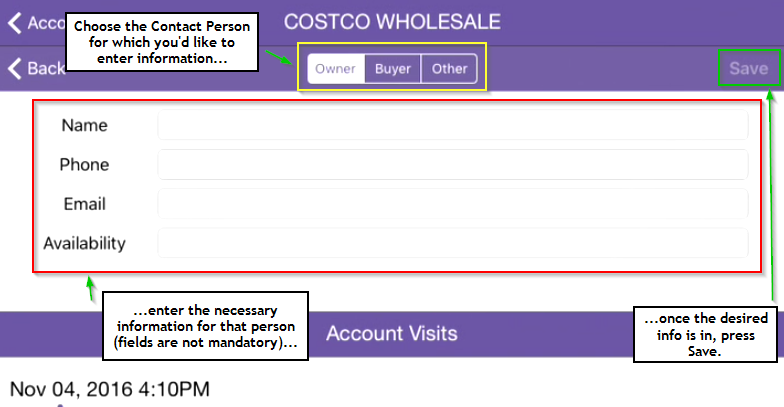 Acco
COSTCO WHOLESALE
Choose the Contact Person
for which you'd like to
enter information...
Back
Owner
Buyer
Other
Save
Name
Phone
Email
Availability
...enter the necessary
information for that person
(fields are not mandatory)...
...once the desired
info is in, press
Save.
Account Visits
Nov 04, 2016 4:10PM